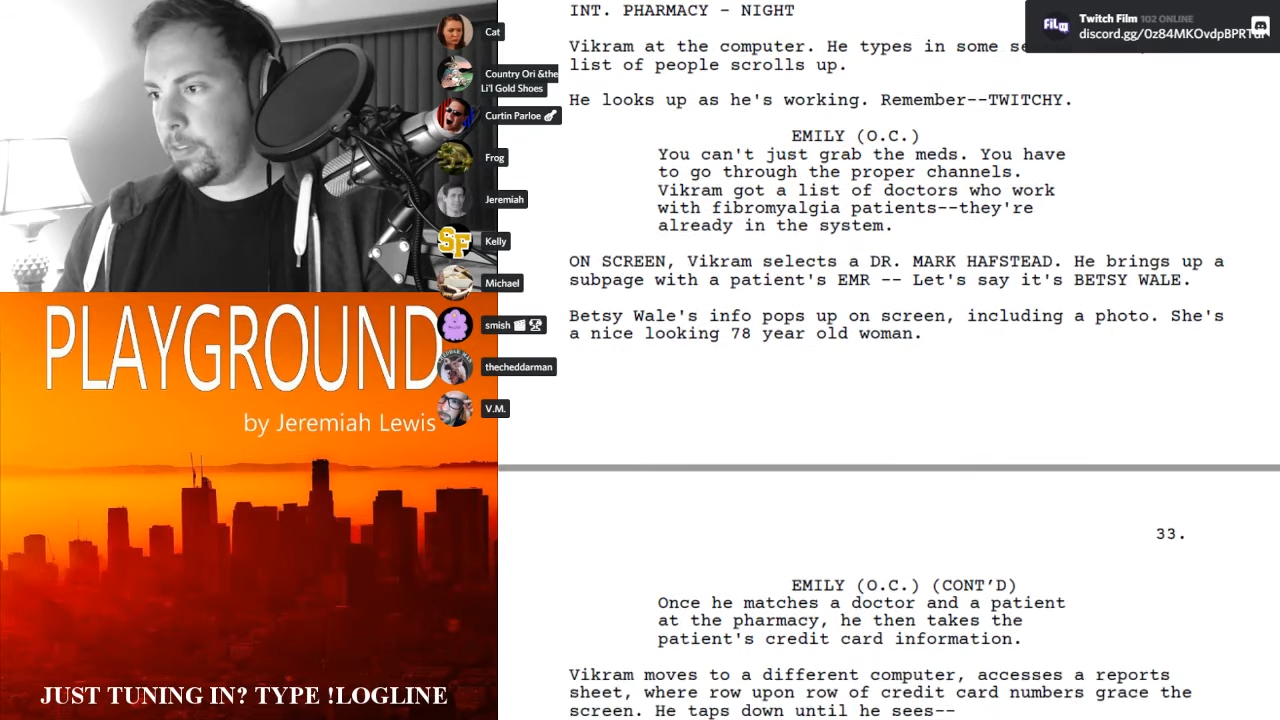 INT. PHARMACY - NIGHT
Vikram at the computer. He types in some
list of people scrolls up.
He looks up as he's working. Remember--TWITCHY.
EMILY (O.C.)
You can't just grab the meds. You have
to go through the proper channels.
Vikram got a list of doctors who work
with fibromyalgia patients--they're
already in the system.
ON SCREEN, Vikram selects a DR. MARK HAFSTEAD. He brings up a
subpage with a patient's EMR -- Let's say it's BETSY WALE.
Betsy Wale's info pops up on screen, including a photo. She's
a nice looking 78 year old woman.
33.
EMILY (O.C.) (CONT'D)
Once he matches a doctor and a patient
at the pharmacy, he then takes the
patient's credit card information.
Vikram moves to a different computer, accesses a reports
sheet, where row upon row of credit card numbers grace the
screen. He taps down until he sees--
FILM
Twitch Film 102 ONLINE
Cat
Country Ori &the
Li'l Gold Shoes
Curtin Parloe
Frog
Jeremiah
SF
Kelly
Michael
smish
thecheddarman
V.M.
PLAYGROUND
by Jeremiah Lewis
JUST TUNING IN? TYPE !LOGLINE